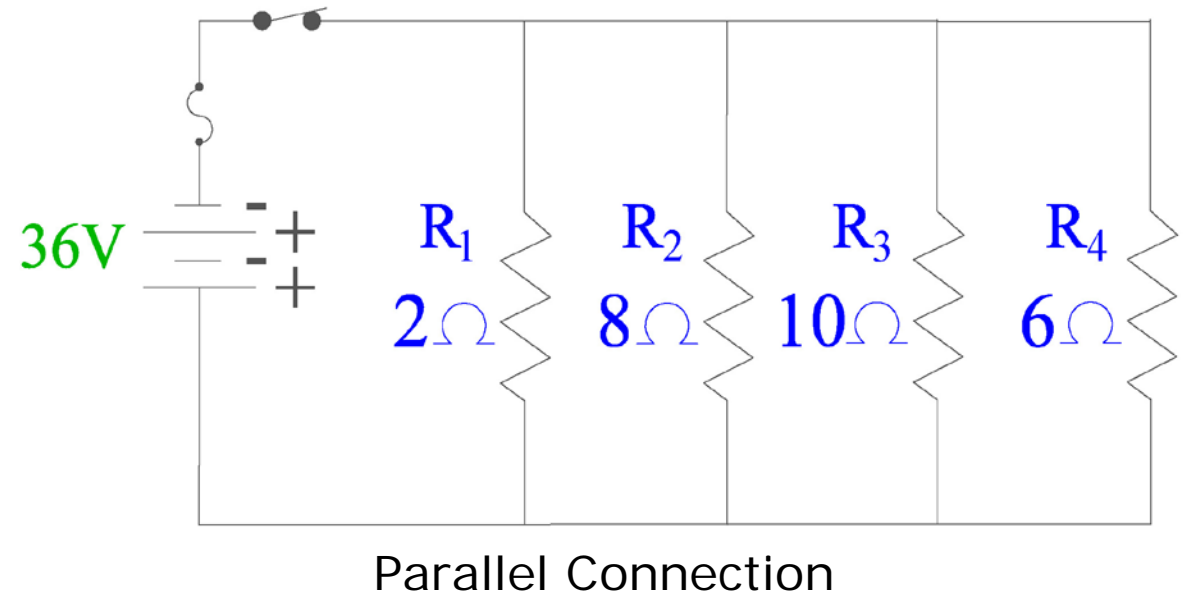 -
+
36V
-
+
R₁
2Ω
R₂
8Ω
R₃
10Ω
R₄
6Ω
Parallel Connection